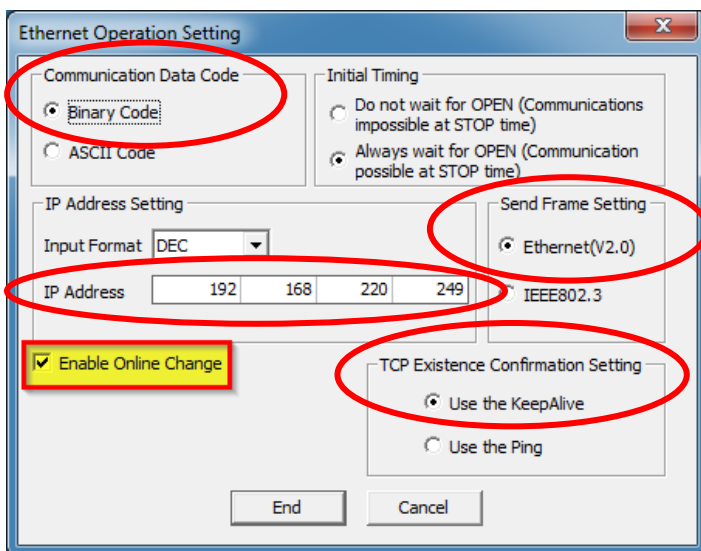 Ethernet Operation Setting
Communication Data Code
Binary Code
ASCII Code
Initial Timing
Do not wait for OPEN (Communications
impossible at STOP time)
Always wait for OPEN (Communication
possible at STOP time)
IP Address Setting
Input Format DEC
IP Address 192 168 220 249
Send Frame Setting
Ethernet(V2.0)
IEEE802.3
Enable Online Change
TCP Existence Confirmation Setting
Use the KeepAlive
Use the Ping
End Cancel